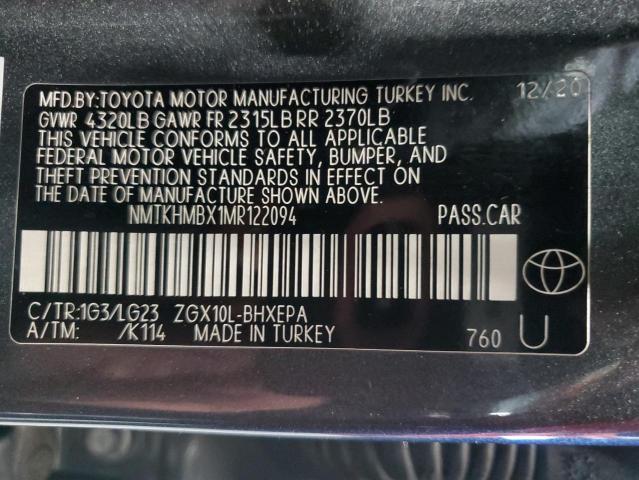 MFD.BY:TOYOTA MOTOR MANUFACTURING TURKEY INC. 12/20
GVWR 4320LB GAWR FR 2315LB RR 2370LB
THIS VEHICLE CONFORMS TO ALL APPLICABLE
FEDERAL MOTOR VEHICLE SAFETY, BUMPER, AND
THEFT PREVENTION STANDARDS IN EFFECT ON
THE DATE OF MANUFACTURE SHOWN ABOVE.
NMTKHMBX1MR122094 PASS.CAR
C/TR:1G3/LG23 ZGX10L-BHXEPA
A/TM: /K114 MADE IN TURKEY 760 U